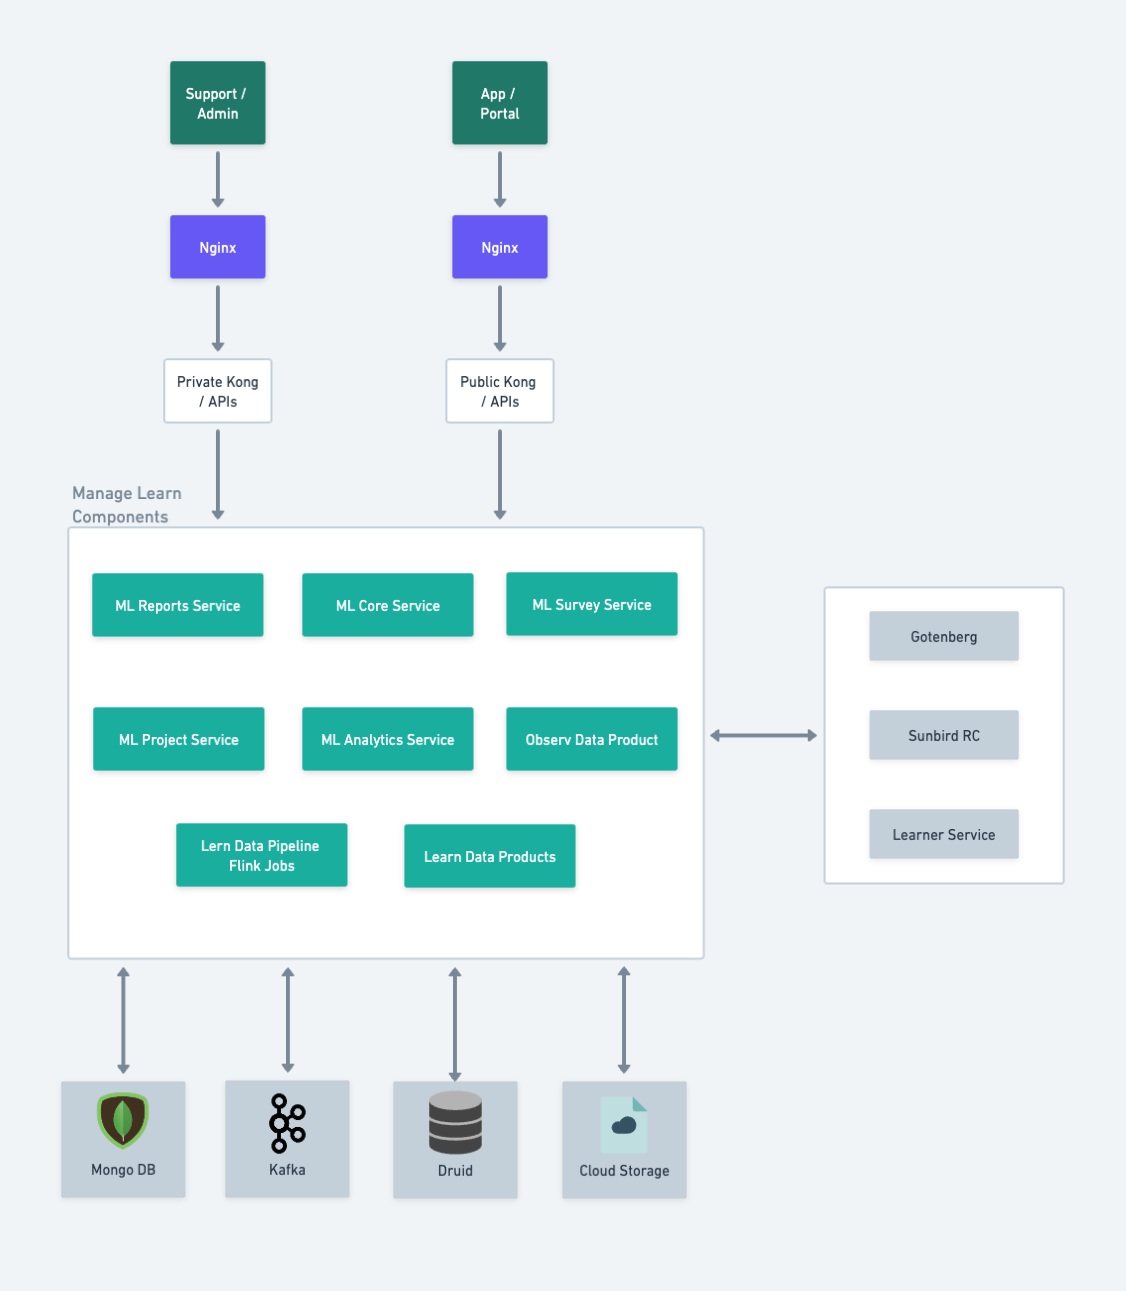 Support /
Admin
App /
Portal
Nginx
Nginx
Private Kong
/ APIs
Public Kong
/ APIs
Manage Learn
Components
ML Reports Service
ML Core Service
ML Survey Service
ML Project Service
ML Analytics Service
Observ Data Product
Lern Data Pipeline
Flink Jobs
Learn Data Products
Gotenberg
Sunbird RC
Learner Service
Mongo DB
Kafka
Druid
Cloud Storage